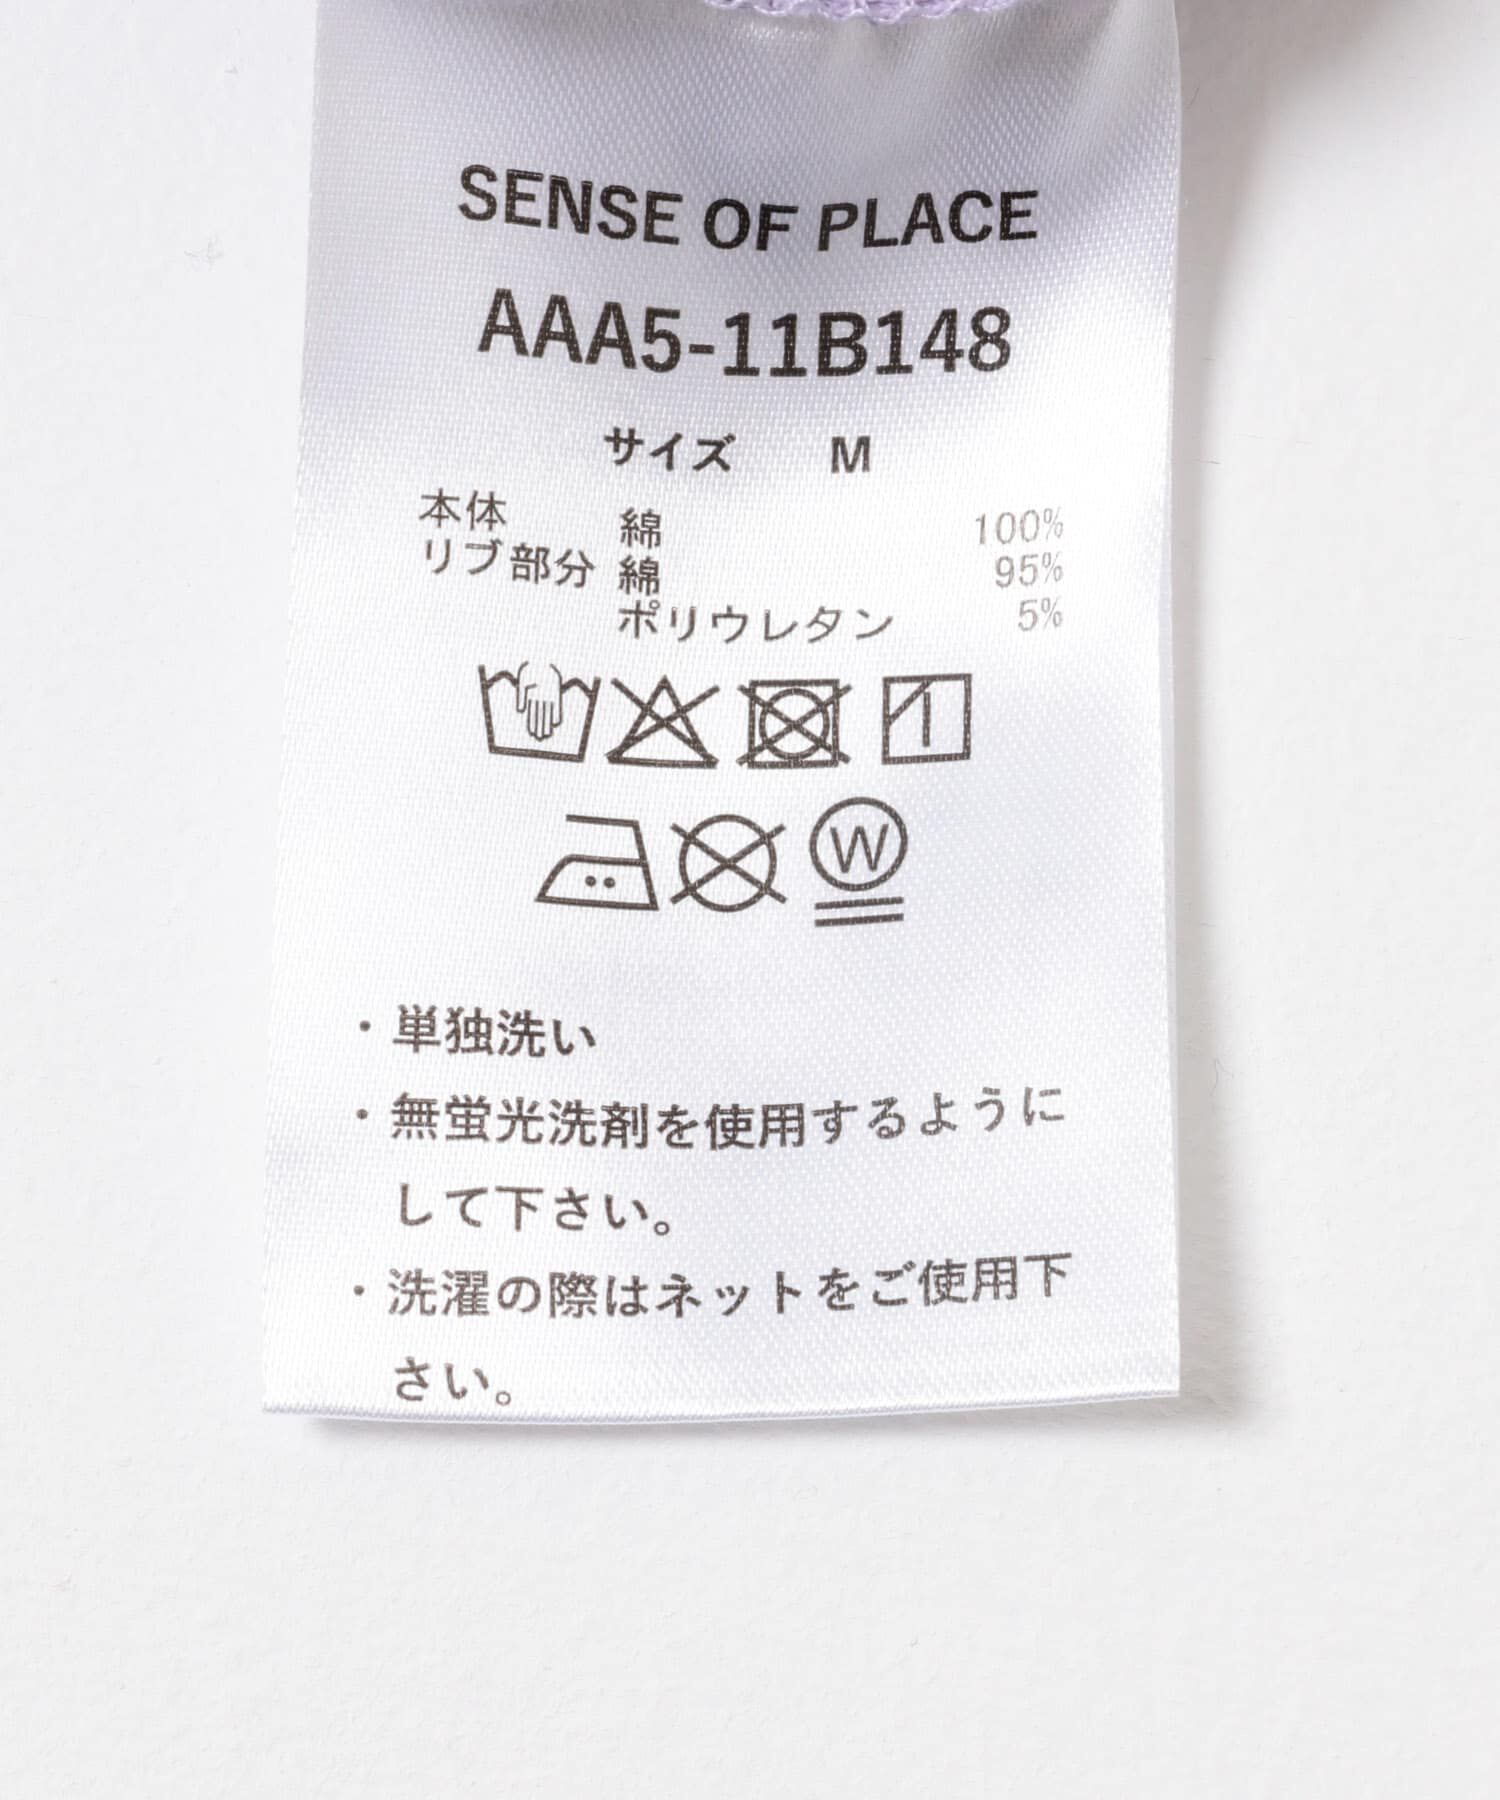 SENSE OF PLACE
AAA5-11B148
サイズ M
本体 綿 100%
リブ部分 綿 95%
ポリウレタン 5%
W
・単独洗い
・無蛍光洗剤を使用するように
して下さい。
・洗濯の際はネットをご使用下
さい。